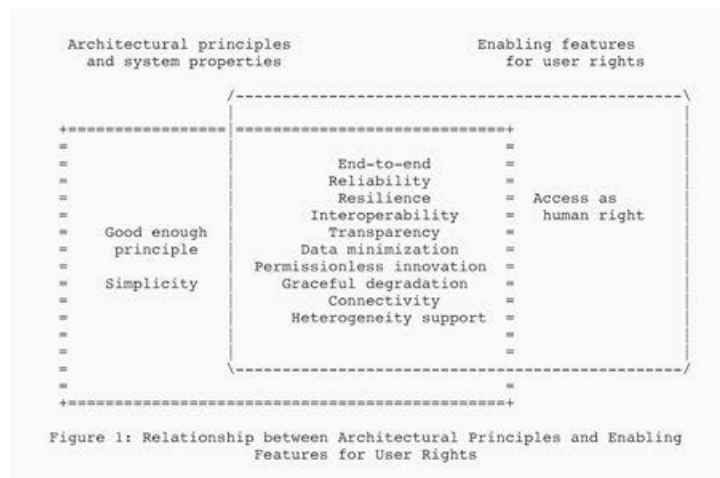 Architectural principles Enabling features
and system properties for user rights
End-to-end
Reliability
Resilience = Access as
Interoperability = human right
Good enough Transparency
principle Data minimization
Permissionless innovation
Simplicity Graceful degradation
Connectivity
Heterogeneity support
Figure 1: Relationship between Architectural Principles and Enabling
Features for User Rights